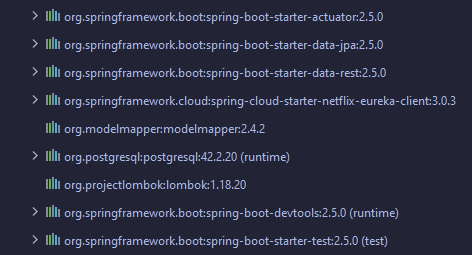 org.springframework.boot:spring-boot-starter-actuator:2.5.0
org.springframework.boot:spring-boot-starter-data-jpa:2.5.0
org.springframework.boot:spring-boot-starter-data-rest:2.5.0
org.springframework.cloud:spring-cloud-starter-netflix-eureka-client:3.0.3
org.modelmapper:modelmapper:2.4.2
org.postgresql:postgresql:42.2.20 (runtime)
org.projectlombok:lombok:1.18.20
org.springframework.boot:spring-boot-devtools:2.5.0 (runtime)
org.springframework.boot:spring-boot-starter-test:2.5.0 (test)